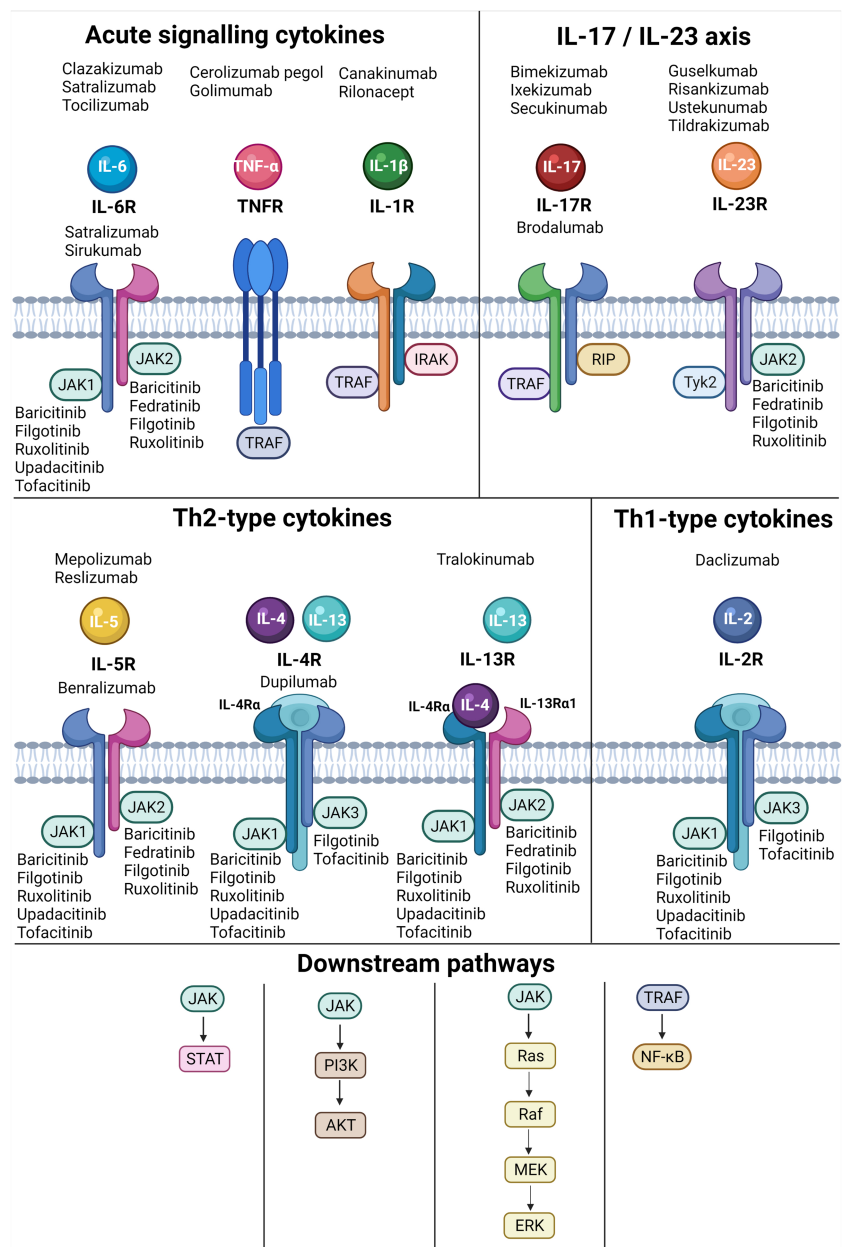 Acute signalling cytokines
Clazakizumab
Satralizumab
Tocilizumab
Cerolizumab pegol
Golimumab
Canakinumab
Rilonacept
IL-6
TNF-α
IL-1β
IL-6R
TNFR
IL-1R
Satralizumab
Sirukumab
JAK1
JAK2
Baricitinib
Filgotinib
Ruxolitinib
Upadacitinib
Tofacitinib
Baricitinib
Fedratinib
Filgotinib
Ruxolitinib
TRAF
TRAF
IRAK
IL-17 / IL-23 axis
Bimekizumab
Ixekizumab
Secukinumab
Guselkumab
Risankizumab
Ustekunumab
Tildrakizumab
IL-17
IL-23
IL-17R
IL-23R
Brodalumab
TRAF
RIP
Tyk2
JAK2
Baricitinib
Fedratinib
Filgotinib
Ruxolitinib
Th2-type cytokines
Mepolizumab
Reslizumab
Tralokinumab
IL-5
IL-4
IL-13
IL-13
IL-5R
IL-4R
IL-13R
Benralizumab
Dupilumab
IL-4Rα
IL-4Rα
IL-4
IL-13Rα1
JAK1
JAK2
Baricitinib
Filgotinib
Ruxolitinib
Upadacitinib
Tofacitinib
Baricitinib
Fedratinib
Filgotinib
Ruxolitinib
JAK1
JAK3
Baricitinib
Filgotinib
Ruxolitinib
Upadacitinib
Tofacitinib
Filgotinib
Tofacitinib
JAK1
JAK2
Baricitinib
Filgotinib
Ruxolitinib
Upadacitinib
Tofacitinib
Baricitinib
Fedratinib
Filgotinib
Ruxolitinib
Th1-type cytokines
Daclizumab
IL-2
IL-2R
JAK1
JAK3
Baricitinib
Filgotinib
Ruxolitinib
Upadacitinib
Tofacitinib
Filgotinib
Tofacitinib
Downstream pathways
JAK
STAT
JAK
PI3K
AKT
JAK
Ras
Raf
MEK
ERK
TRAF
NF-κB